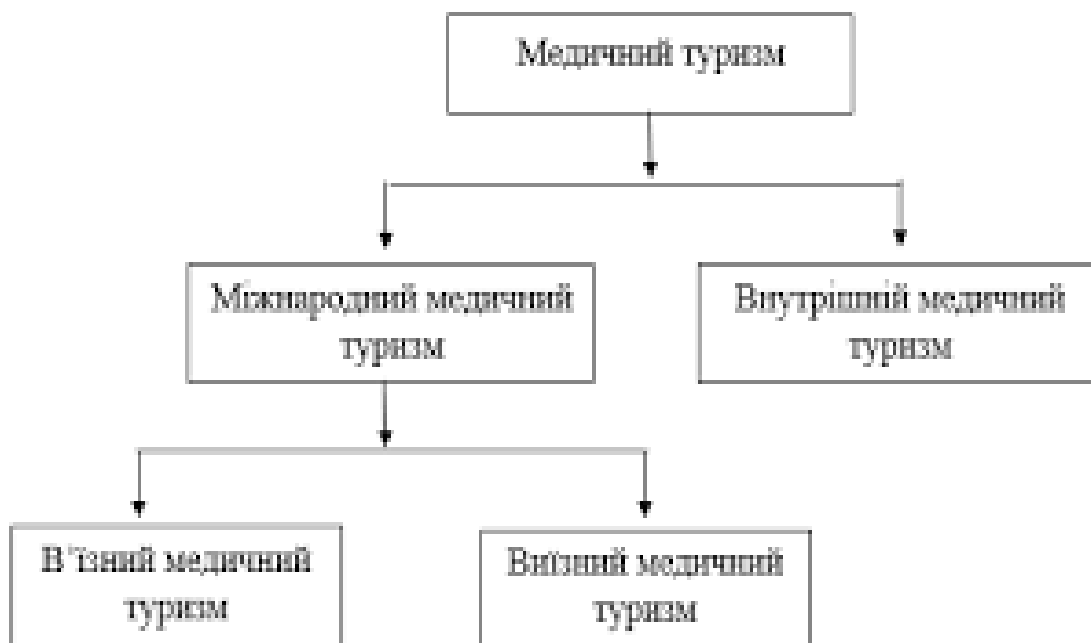 Медичний туризм
Міжнародний медичний
туризм
Внутрішній медичний
туризм
В'їзний медичний
туризм
Виїзний медичний
туризм